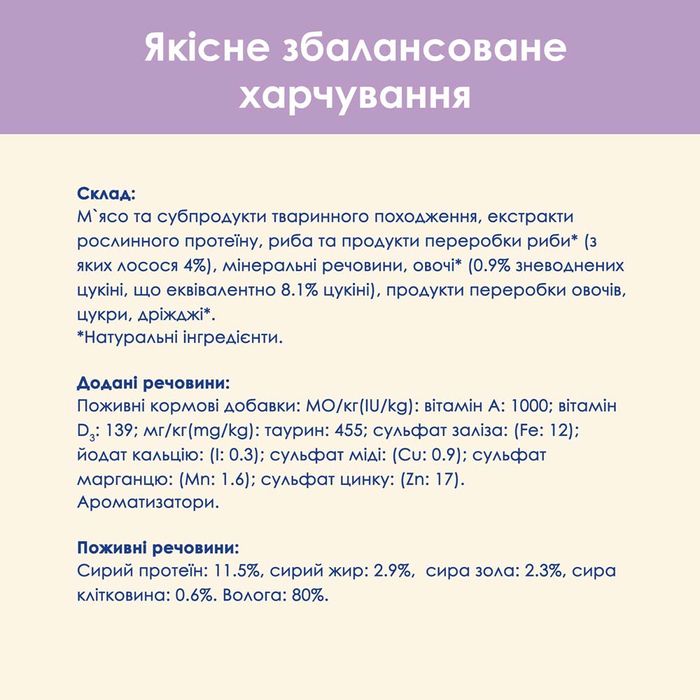 Якісне збалансоване
харчування
Склад:
М`ясо та субпродукти тваринного походження, екстракти
рослинного протеїну, риба та продукти переробки риби* (з
яких лосося 4%), мінеральні речовини, овочі* (0.9% зневоднених
цукіні, що еквівалентно 8.1% цукіні), продукти переробки овочів,
цукри, дріжджі*.
*Натуральні інгредієнти.
Додані речовини:
Поживні кормові добавки: МО/кг(IU/kg): вітамін А: 1000; вітамін
D₃: 139; мг/кг(mg/kg): таурин: 455; сульфат заліза: (Fe: 12);
йодат кальцію: (I: 0.3); сульфат міді: (Cu: 0.9); сульфат
марганцю: (Mn: 1.6); сульфат цинку: (Zn: 17).
Ароматизатори.
Поживні речовини:
Сирий протеїн: 11.5%, сирий жир: 2.9%,  сира зола: 2.3%, сира
клітковина: 0.6%. Волога: 80%.